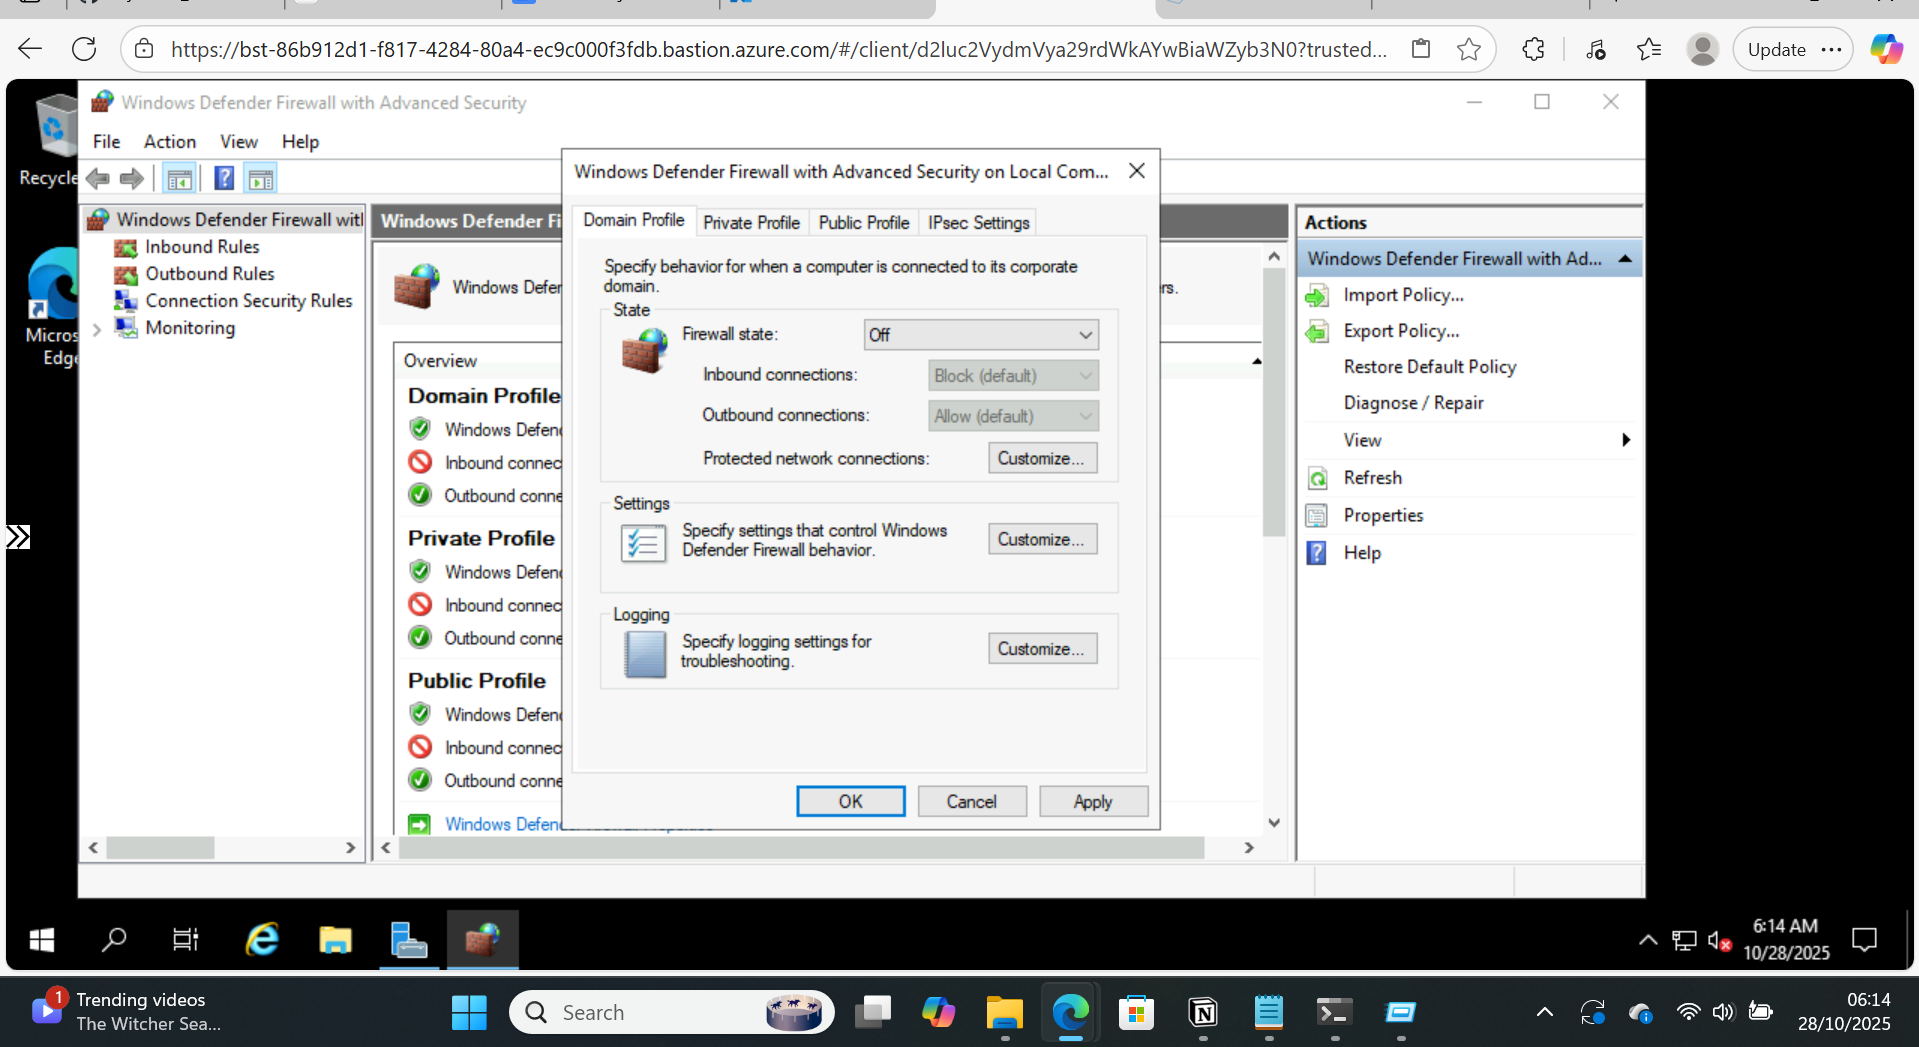 https://bst-86b912d1-f817-4284-80a4-ec9c000f3fdb.bastion.azure.com/#/client/d2luc2VydmVya29rdWkAYwBiaWZyb3N0?trusted...
Update
Recycle
Micros
Edge
Windows Defender Firewall with Advanced Security
File Action View Help
Windows Defender Firewall wit
Inbound Rules
Outbound Rules
Connection Security Rules
Monitoring
Windows Defender Fi
Windows Defer
rs.
Overview
Domain Profile
Windows Defen
Inbound connec
Outbound conne
Private Profile
Windows Defen
Inbound connec
Outbound conne
Public Profile
Windows Defen
Inbound connec
Outbound conne
Windows Defend
Windows Defender Firewall with Advanced Security on Local Com...
Domain Profile Private Profile Public Profile IPsec Settings
Specify behavior for when a computer is connected to its corporate
domain.
State
Firewall state: Off
Inbound connections: Block (default)
Outbound connections: Allow (default)
Protected network connections: Customize...
Settings
Specify settings that control Windows
Defender Firewall behavior.
Customize...
Logging
Specify logging settings for
troubleshooting.
Customize...
OK Cancel Apply
Actions
Windows Defender Firewall with Ad...
Import Policy...
Export Policy...
Restore Default Policy
Diagnose / Repair
View
Refresh
Properties
Help
6:14 AM
10/28/2025
1
Trending videos
The Witcher Sea...
Search
06:14
28/10/2025